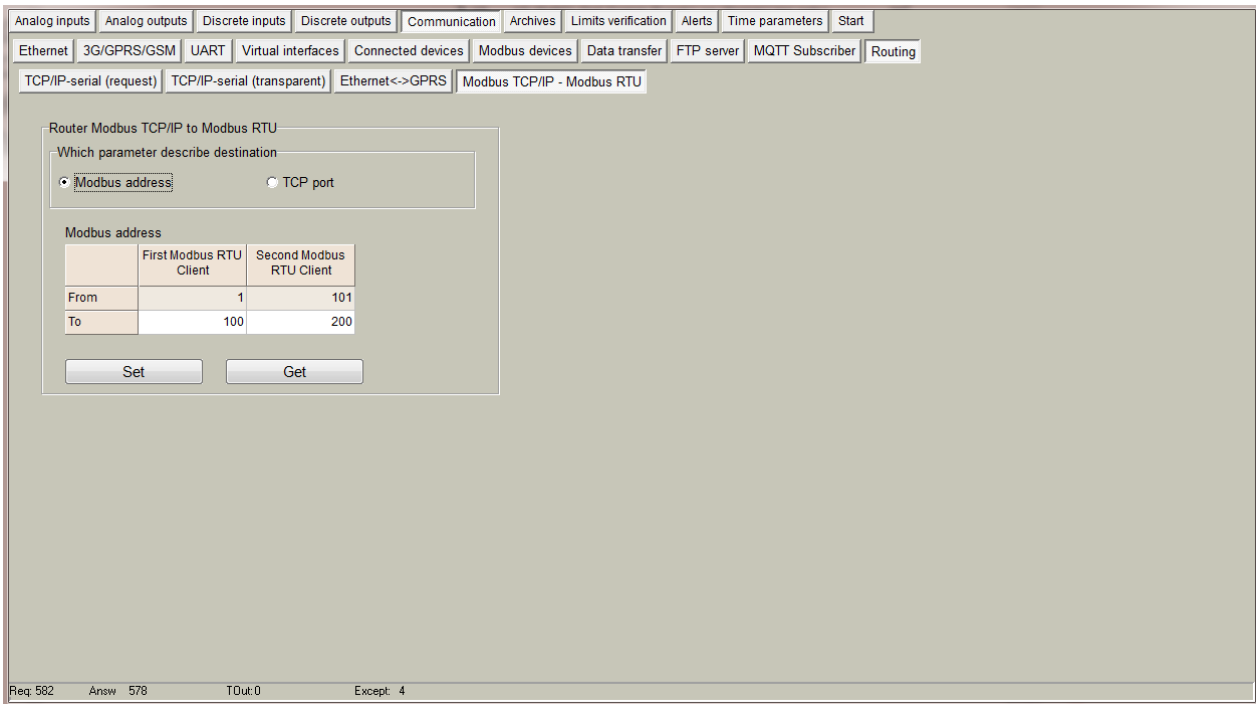 Analog inputs Analog outputs Discrete inputs Discrete outputs Communication Archives Limits verification Alerts Time parameters Start
Ethernet 3G/GPRS/GSM UART Virtual interfaces Connected devices Modbus devices Data transfer FTP server MQTT Subscriber Routing
TCP/IP-serial (request) TCP/IP-serial (transparent) Ethernet<->GPRS Modbus TCP/IP - Modbus RTU
Router Modbus TCP/IP to Modbus RTU
Which parameter describe destination
Modbus address TCP port
Modbus address
First Modbus RTU Client Second Modbus RTU Client
From 1 101
To 100 200
Set Get
Req: 582 Answ 578 TOut: 0 Except: 4